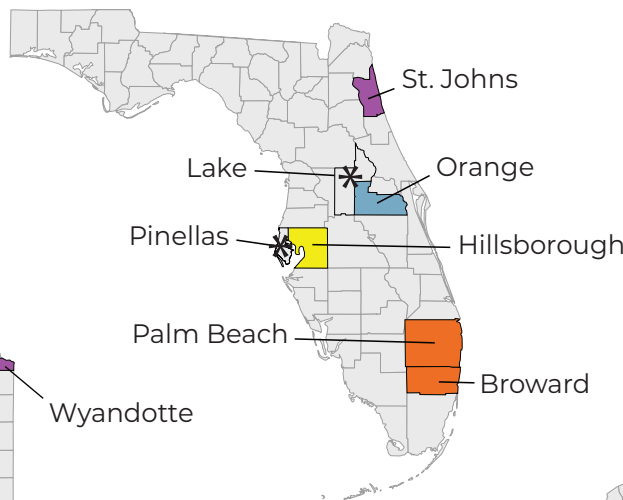 St. Johns
Lake
*
Orange
Pinellas
*
Hillsborough
Palm Beach
Broward
Wyandotte